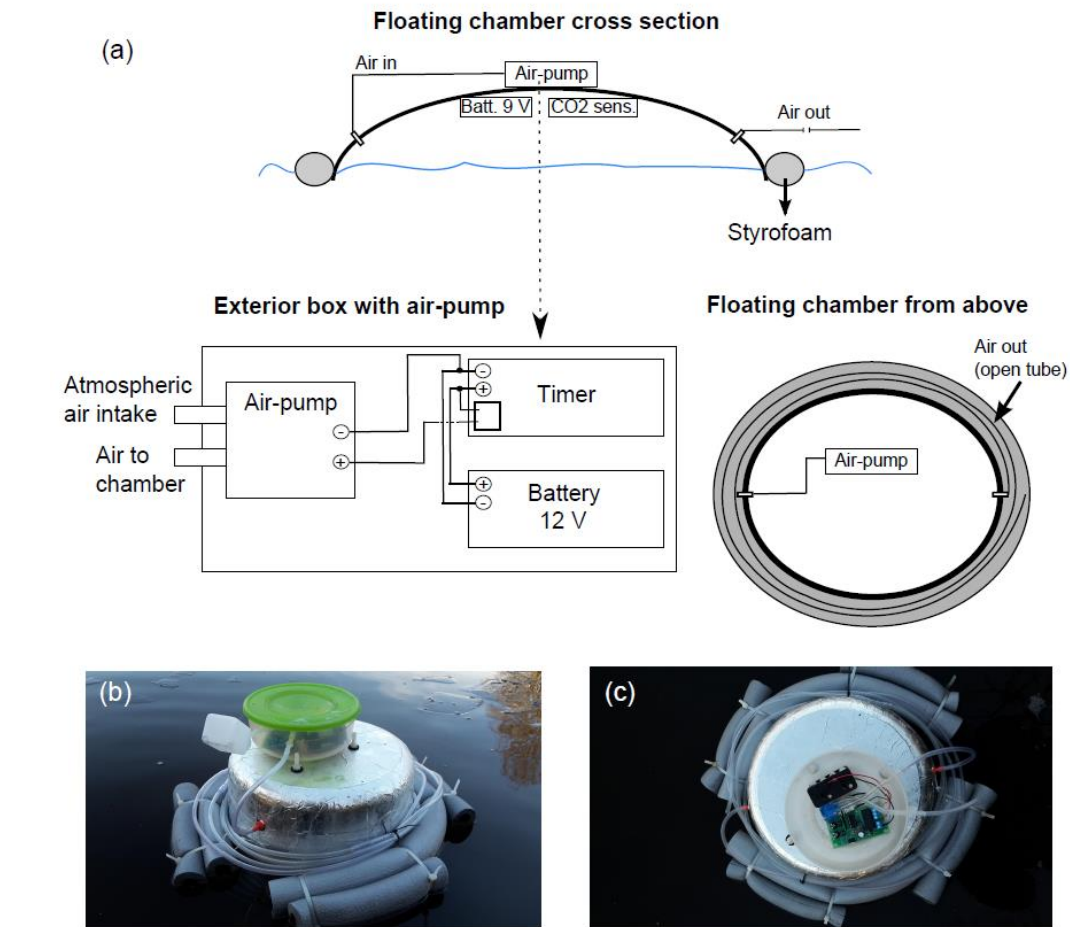 Floating chamber cross section
(a)
Air in
Air-pump
Batt. 9 V
CO2 sens.
Air out
Styrofoam
Exterior box with air-pump
Floating chamber from above
Atmospheric
air intake
Air to
chamber
Air-pump
-
+
-
+
Timer
+
-
Battery
12 V
Air out
(open tube)
Air-pump
(b)
(c)